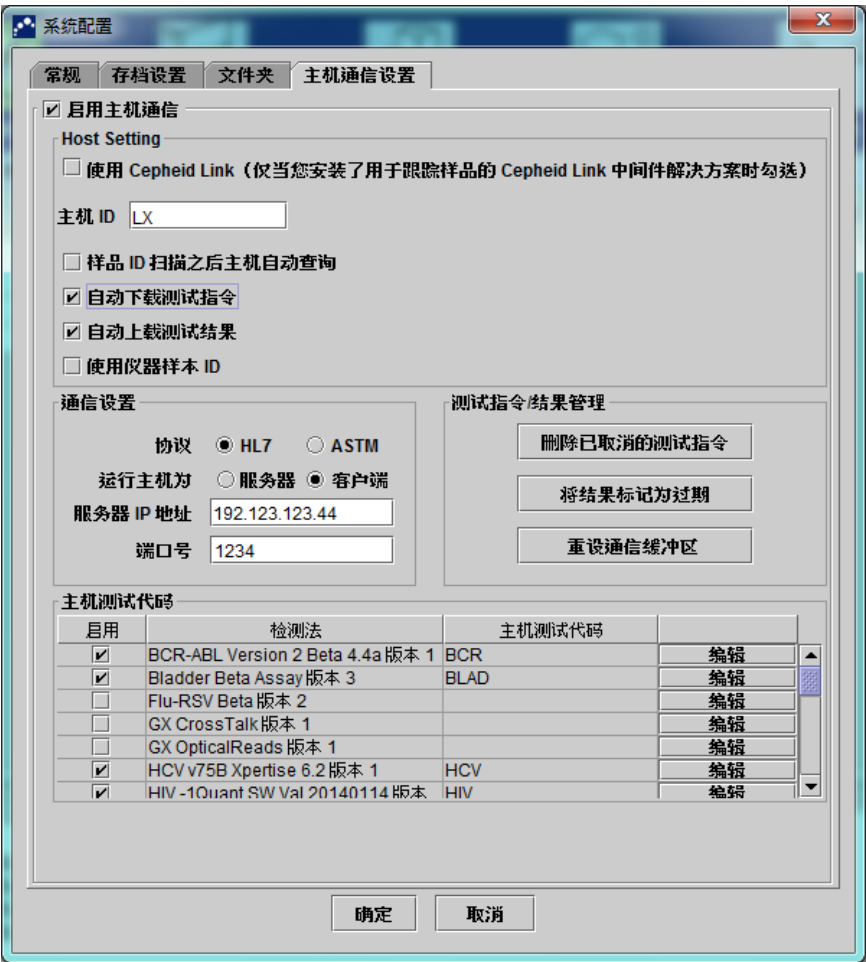 系统配置
常规 存档设置 文件夹 主机通信设置
启用主机通信
Host Setting
使用 Cepheid Link（仅当您安装了用于跟踪样品的 Cepheid Link 中间件解决方案时勾选）
主机 ID LX
样品 ID 扫描之后主机自动查询
自动下载测试指令
自动上载测试结果
使用仪器样本 ID
通信设置
协议 HL7 ASTM
运行主机为 服务器 客户端
服务器 IP 地址 192.123.123.44
端口号 1234
测试指令/结果管理
删除已取消的测试指令
将结果标记为过期
重设通信缓冲区
主机测试代码
启用 检测法 主机测试代码
BCR-ABL Version 2 Beta 4.4a 版本 1 BCR 编辑
Bladder Beta Assay 版本 3 BLAD 编辑
Flu-RSV Beta 版本 2 编辑
GX CrossTalk 版本 1 编辑
GX OpticalReads 版本 1 编辑
HCV v75B Xpertise 6.2 版本 1 HCV 编辑
HIV -1Quant SW Val 20140114 版本 HIV 编辑
确定 取消